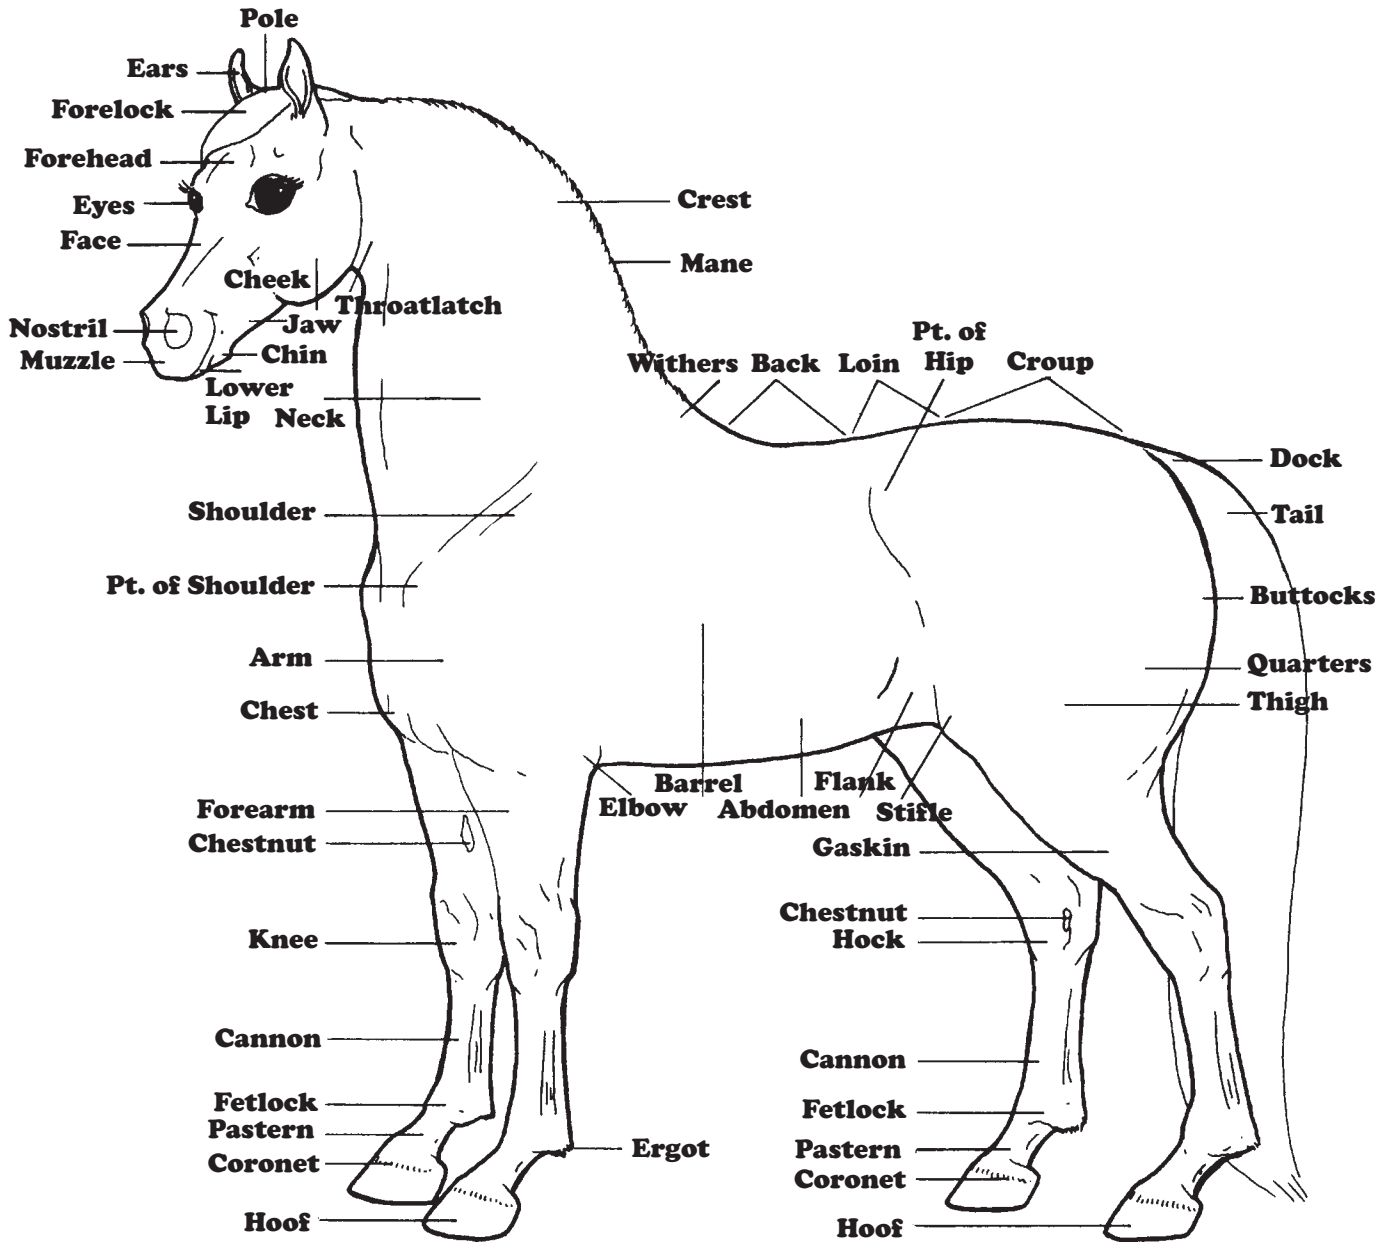 Pole
Ears
Forelock
Forehead
Eyes
Face
Crest
Mane
Cheek
Throatlatch
Nostril
Jaw
Muzzle
Chin
Lower
Lip
Neck
Withers
Back
Loin
Pt. of
Hip
Croup
Dock
Tail
Shoulder
Pt. of Shoulder
Buttocks
Arm
Quarters
Chest
Thigh
Barrel
Flank
Elbow
Abdomen
Stifle
Forearm
Chestnut
Gaskin
Chestnut
Knee
Hock
Cannon
Cannon
Fetlock
Fetlock
Pastern
Ergot
Pastern
Coronet
Coronet
Hoof
Hoof